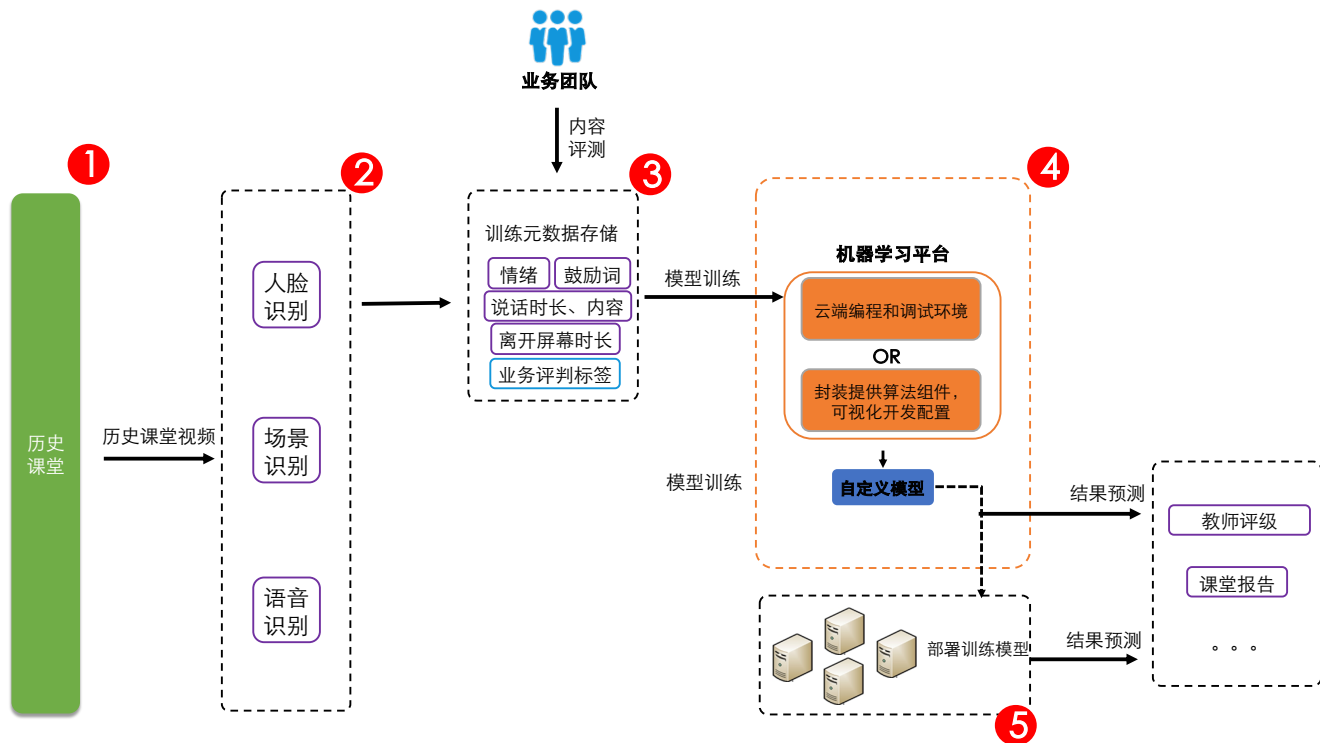 业务团队
内容
评测
1
2
3
4
历史
课堂
历史课堂视频
人脸
识别
场景
识别
语音
识别
训练元数据存储
情绪
鼓励词
说话时长、内容
离开屏幕时长
业务评判标签
模型训练
机器学习平台
云端编程和调试环境
OR
封装提供算法组件，
可视化开发配置
模型训练
自定义模型
结果预测
教师评级
课堂报告
。。。
部署训练模型
结果预测
5